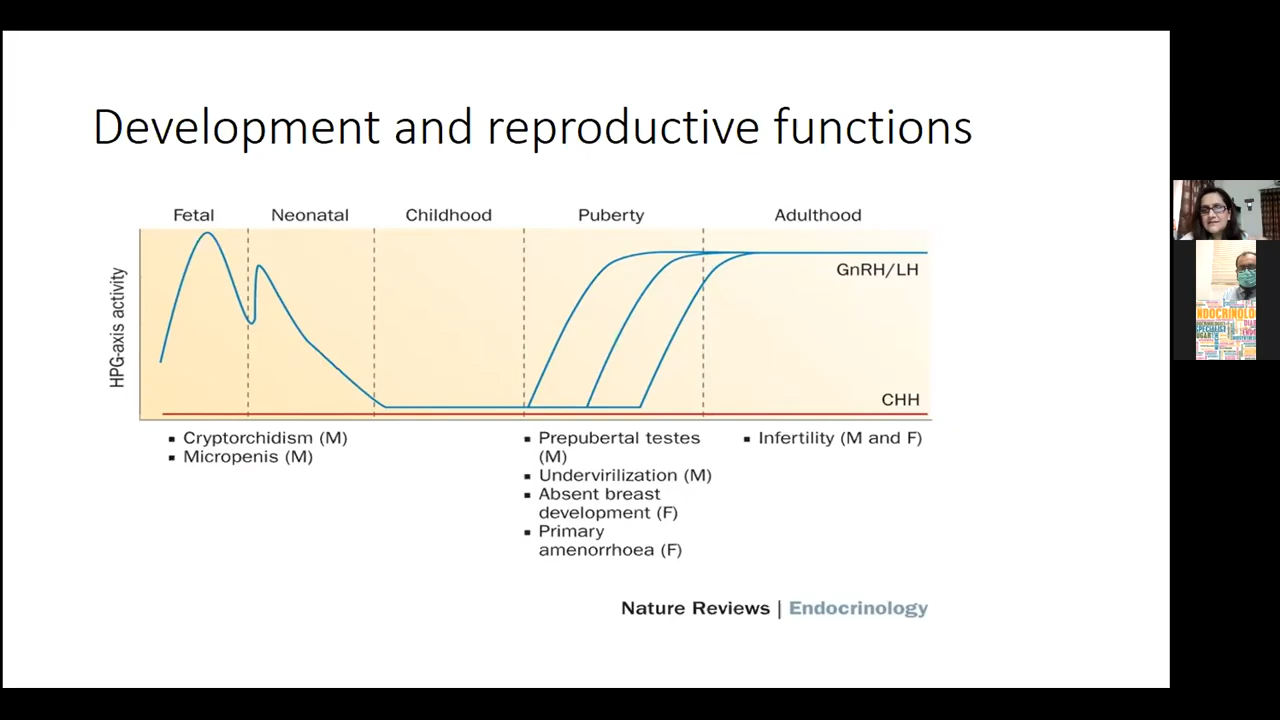 Development and reproductive functions
Fetal
Neonatal
Childhood
Puberty
Adulthood
HPG-axis activity
GnRH/LH
CHH
▪ Cryptorchidism (M)
▪ Micropenis (M)
▪ Prepubertal testes
(M)
▪ Undervirilization (M)
▪ Absent breast
development (F)
▪ Primary
amenorrhoea (F)
▪ Infertility (M and F)
Nature Reviews | Endocrinology